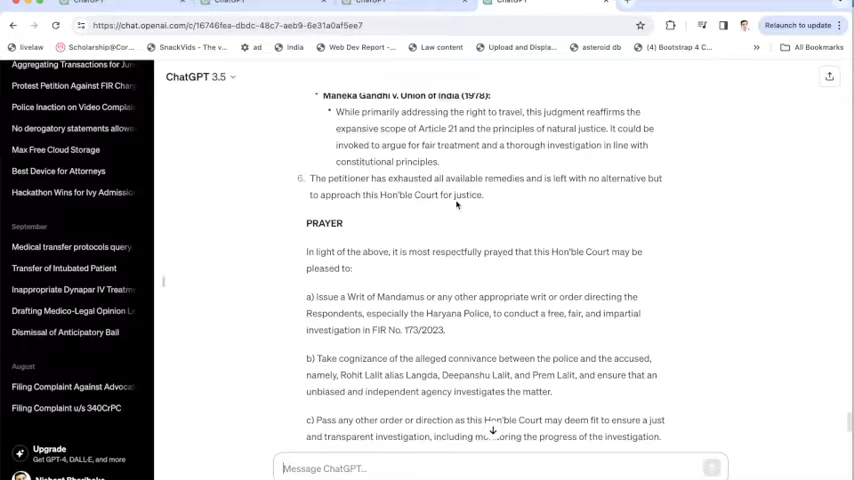 ChatGPT
ChatGPT
ChatGPT
ChatGPT
https://chat.openai.com/c/16746fea-dbdc-48c7-aeb9-6e31a0af5ee7
Relaunch to update
livelaw
Scholarship@Cor...
SnackVids - The v...
ad
India
Web Dev Report -...
Law content
Upload and Displa...
asteroid db
(4) Bootstrap 4 C...
All Bookmarks
Aggregating Transactions for Jur
Protest Petition Against FIR Char
Police Inaction on Video Complai
No derogatory statements allowe
Max Free Cloud Storage
Best Device for Attorneys
Hackathon Wins for Ivy Admissio
September
Medical transfer protocols query
Transfer of Intubated Patient
Inappropriate Dynapar IV Treatm
Drafting Medico-Legal Opinion L
Dismissal of Anticipatory Bail
August
Filing Complaint Against Advoca
Filing Complaint u/s 340CrPC
Upgrade
Get GPT-4, DALL·E, and more
ChatGPT 3.5
Maneka Gandhi v. Union of India (1978):
While primarily addressing the right to travel, this judgment reaffirms the
expansive scope of Article 21 and the principles of natural justice. It could be
invoked to argue for fair treatment and a thorough investigation in line with
constitutional principles.
6. The petitioner has exhausted all available remedies and is left with no alternative but
to approach this Hon'ble Court for justice.
PRAYER
In light of the above, it is most respectfully prayed that this Hon'ble Court may be
pleased to:
a) Issue a Writ of Mandamus or any other appropriate writ or order directing the
Respondents, especially the Haryana Police, to conduct a free, fair, and impartial
investigation in FIR No. 173/2023.
b) Take cognizance of the alleged connivance between the police and the accused,
namely, Rohit Lalit alias Langda, Deepanshu Lalit, and Prem Lalit, and ensure that an
unbiased and independent agency investigates the matter.
c) Pass any other order or direction as this Hon'ble Court may deem fit to ensure a just
and transparent investigation, including monitoring the progress of the investigation.
Message ChatGPT...